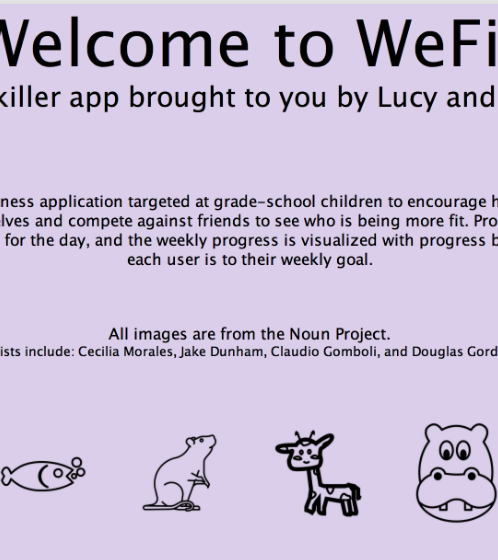 Welcome to WeFi
killer app brought to you by Lucy and
ness application targeted at grade-school children to encourage h
elves and compete against friends to see who is being more fit. Pro
for the day, and the weekly progress is visualized with progress b
each user is to their weekly goal.
All images are from the Noun Project.
ists include: Cecilia Morales, Jake Dunham, Claudio Gomboli, and Douglas Gord